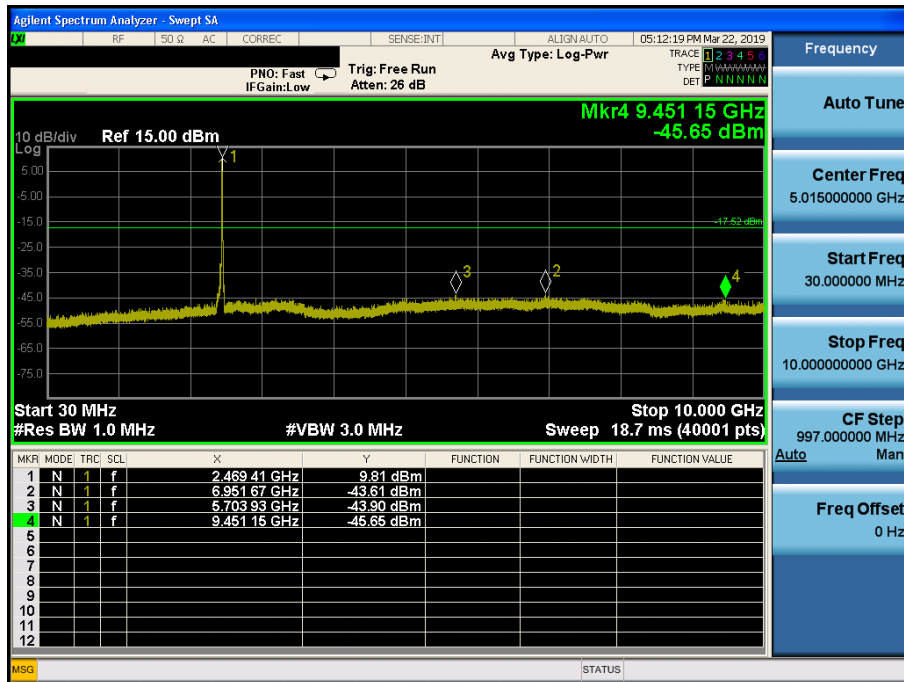 Agilent Spectrum Analyzer - Swept SA
LXI RF 50 Ω AC CORREC SENSE:INT ALIGN AUTO 05:12:19 PM Mar 22, 2019
Avg Type: Log-Pwr
TRACE 1 2 3 4 5 6
PNO: Fast Trig: Free Run
TYPE M W W W W W
IFGain:Low Atten: 26 dB
DET P N N N N N
Mkr4 9.451 15 GHz
-45.65 dBm
10 dB/div Ref 15.00 dBm
Log
1
5.00
-5.00
-15.0
-17.52 dBm
-25.0
-35.0
3 2 4
-45.0
-55.0
-65.0
-75.0
Start 30 MHz Stop 10.000 GHz
#Res BW 1.0 MHz #VBW 3.0 MHz Sweep 18.7 ms (40001 pts)
MKR MODE TRC SCL X Y FUNCTION FUNCTION WIDTH FUNCTION VALUE
1 N 1 f 2.469 41 GHz 9.81 dBm
2 N 1 f 6.951 67 GHz -43.61 dBm
3 N 1 f 5.703 93 GHz -43.90 dBm
4 N 1 f 9.451 15 GHz -45.65 dBm
5
6
7
8
9
10
11
12
MSG STATUS
Frequency
Auto Tune
Center Freq
5.015000000 GHz
Start Freq
30.000000 MHz
Stop Freq
10.000000000 GHz
CF Step
997.000000 MHz
Auto Man
Freq Offset
0 Hz